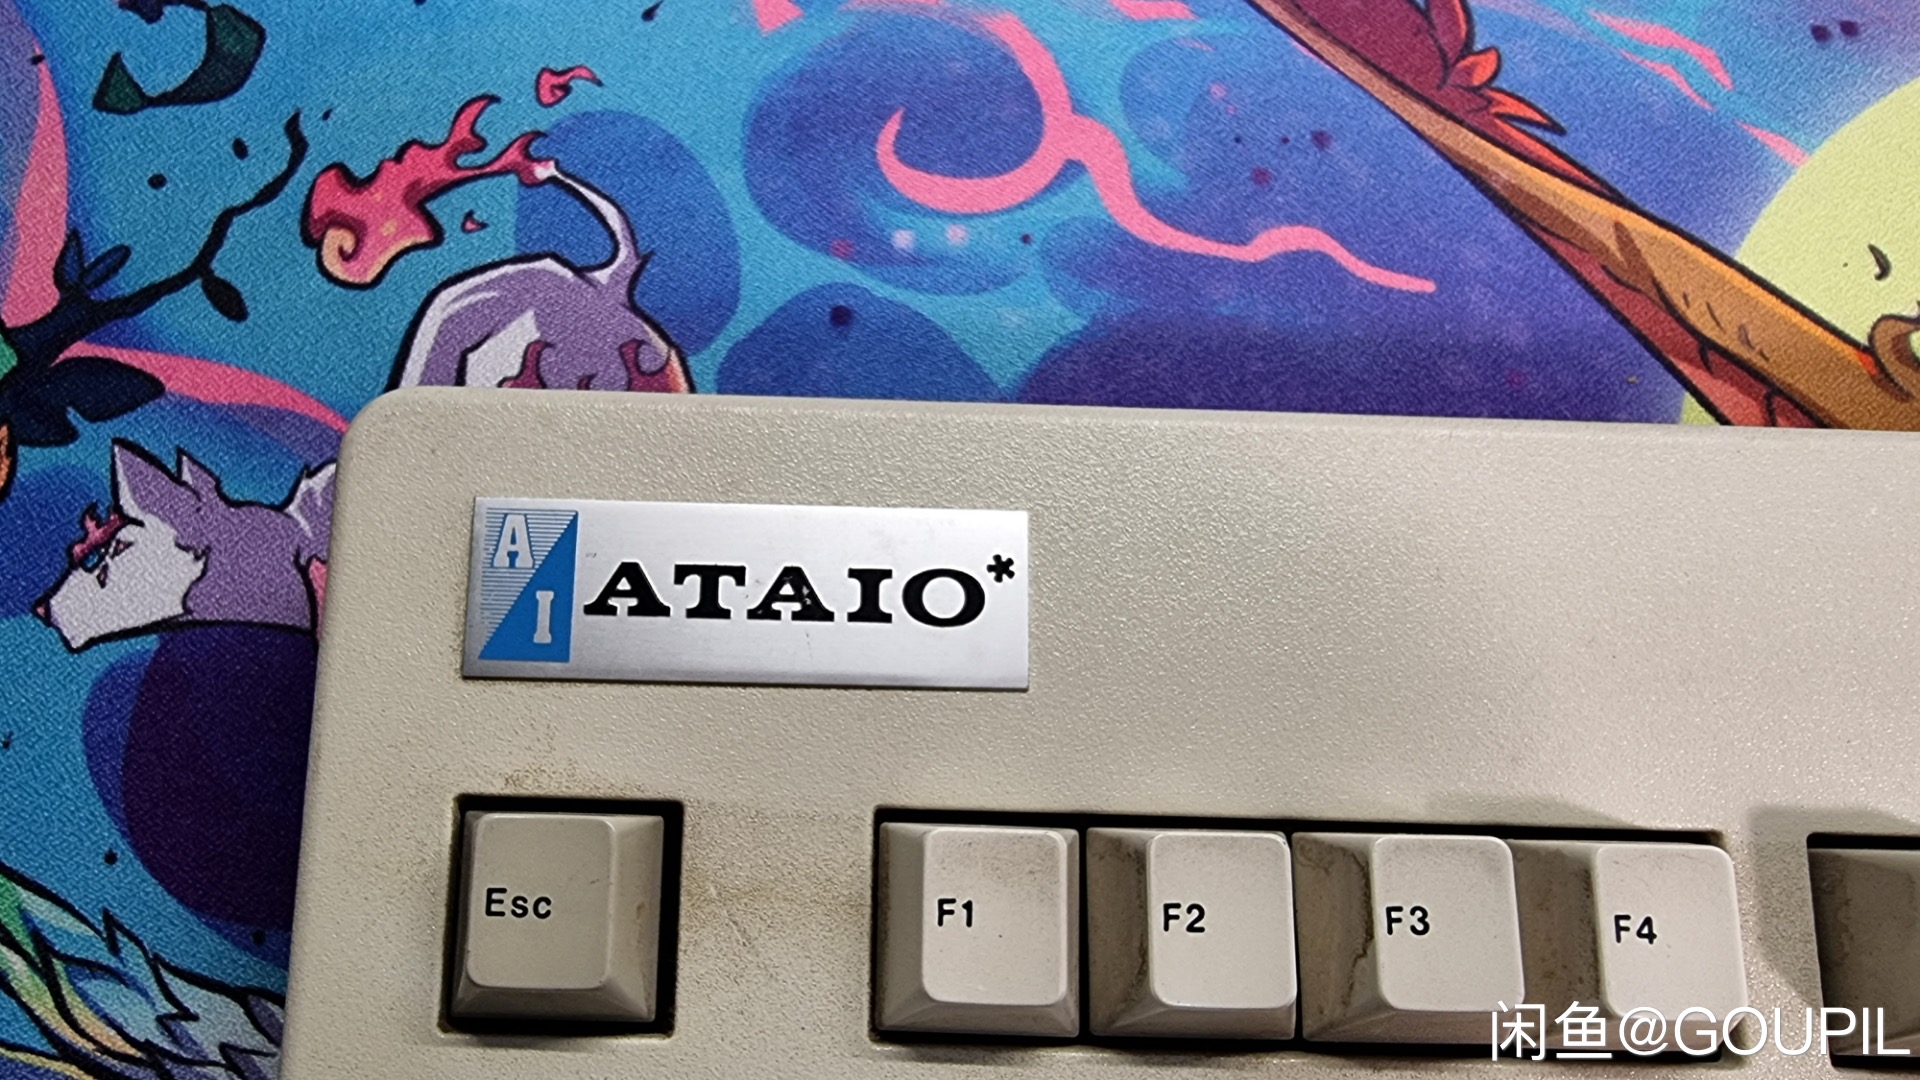 A
I
ATAIO*
Esc
F1
F2
F3
F4
闲鱼@GOUPIL